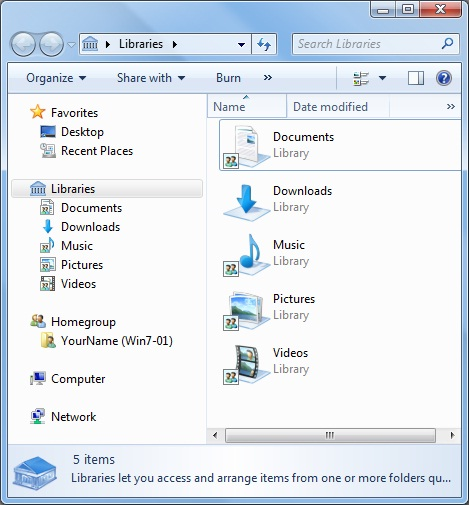 Libraries
Search Libraries
Organize Share with Burn »
Favorites
Desktop
Recent Places
Libraries
Documents
Downloads
Music
Pictures
Videos
Homegroup
YourName (Win7-01)
Computer
Network
Name Date modified »
Documents
Library
Downloads
Library
Music
Library
Pictures
Library
Videos
Library
5 items
Libraries let you access and arrange items from one or more folders qu...